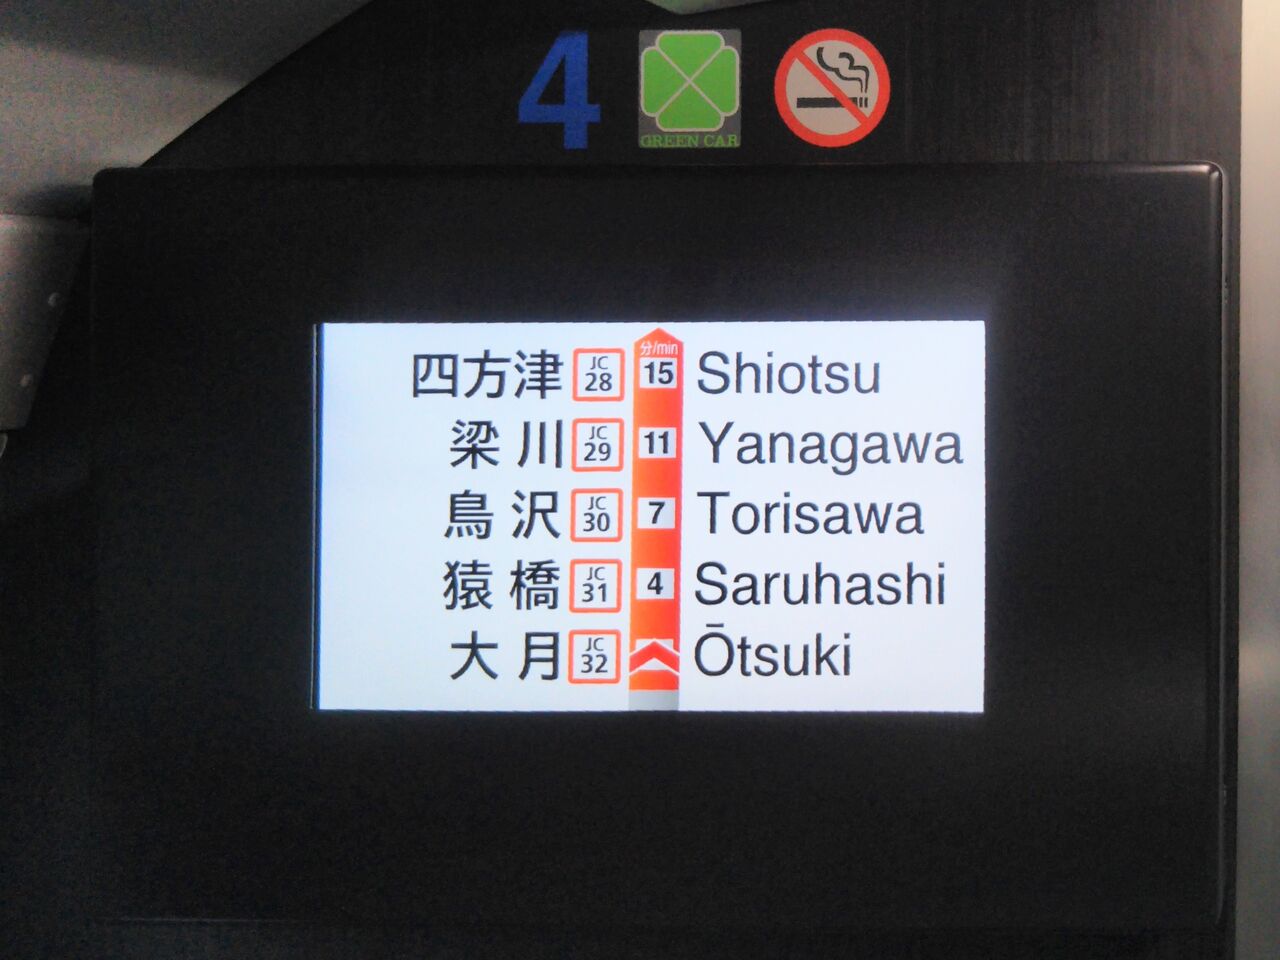 4
GREEN CAR
分/min
四方津 JC 28 15 Shiotsu
梁川 JC 29 11 Yanagawa
鳥沢 JC 30 7 Torisawa
猿橋 JC 31 4 Saruhashi
大月 JC 32 Ōtsuki